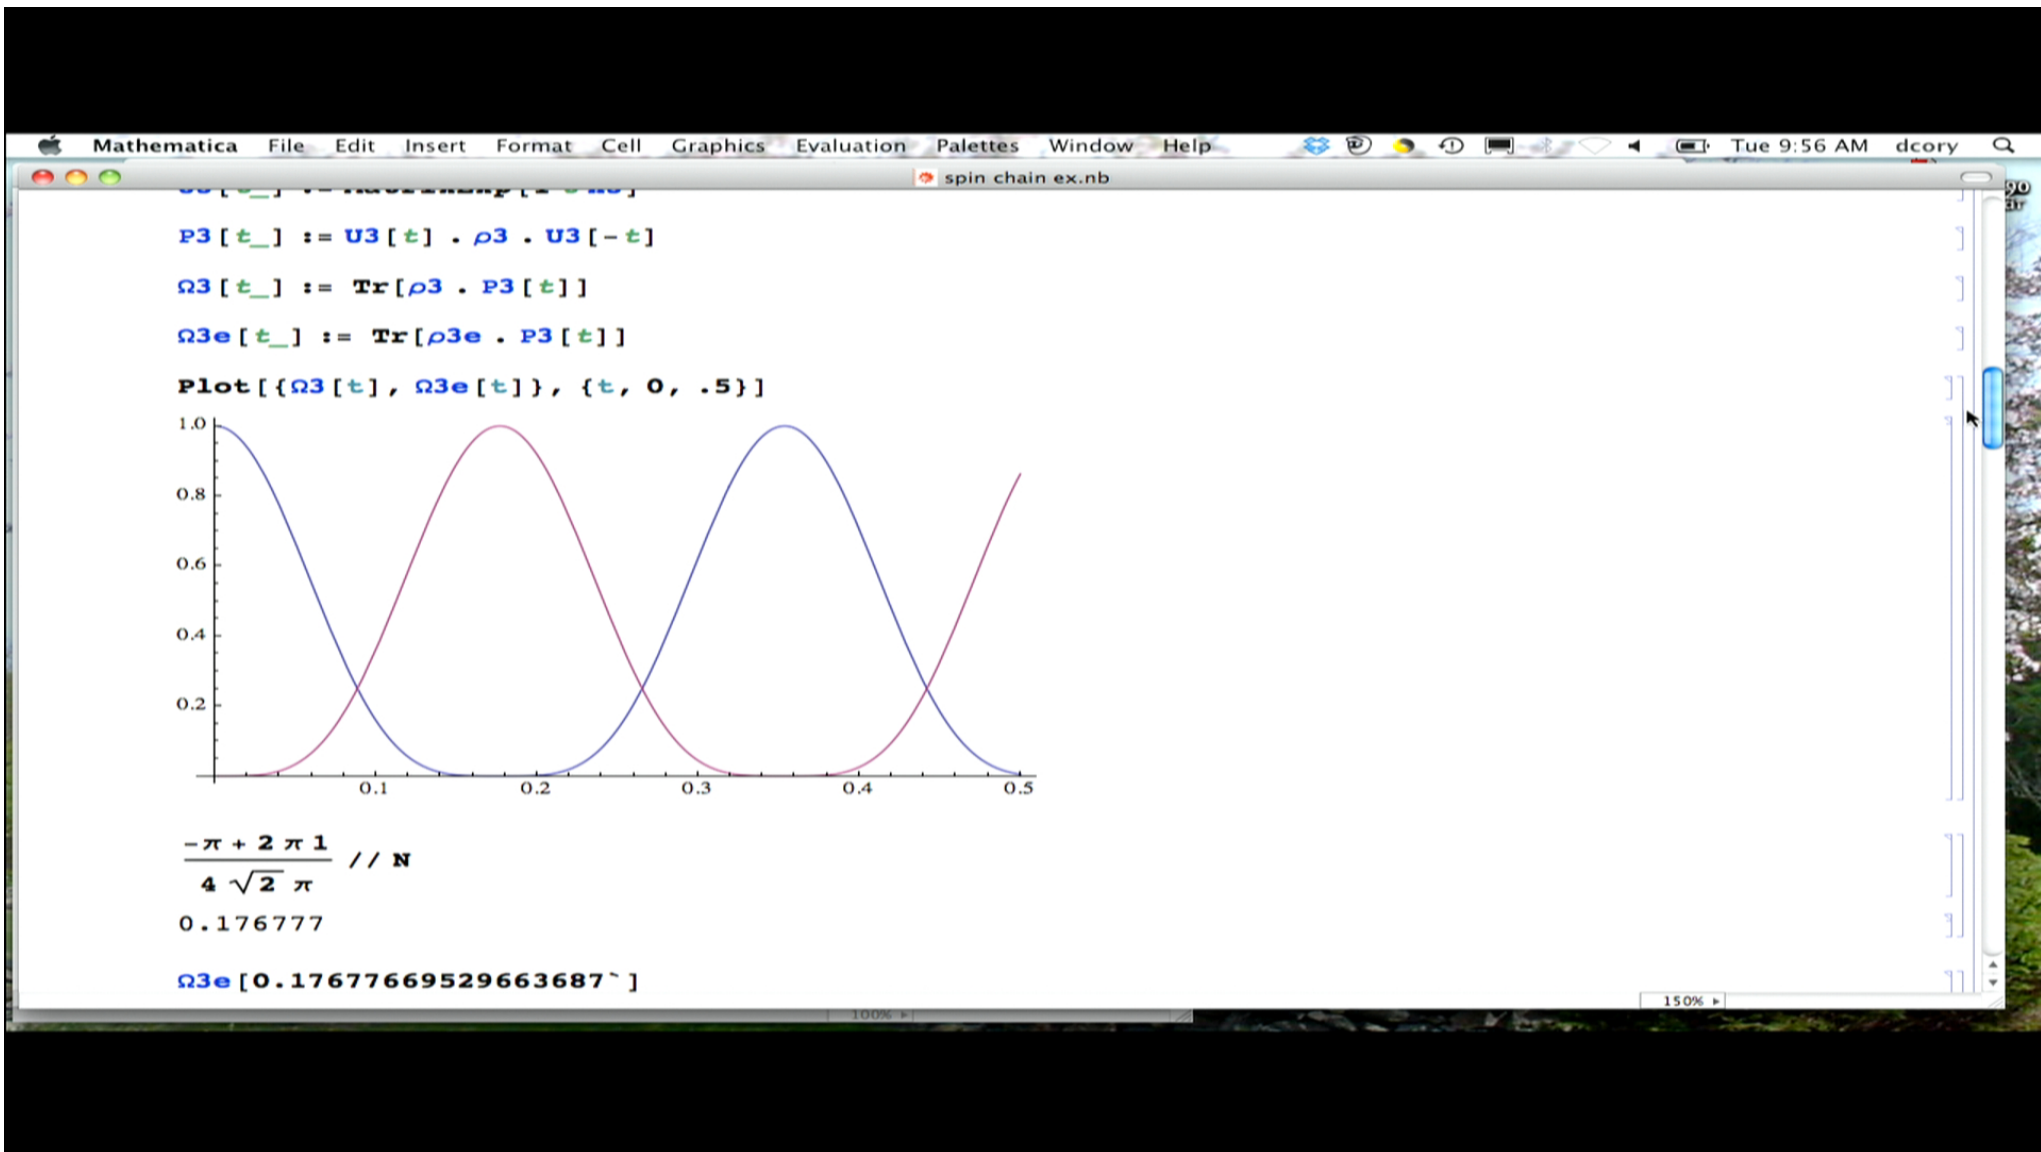 Mathematica File Edit Insert Format Cell Graphics Evaluation Palettes Window Help Tue 9:56 AM dcory
spin chain ex.nb
P3[t_] := U3[t] . ρ3 . U3[-t]
Ω3[t_] := Tr[ρ3 . P3[t]]
Ω3e[t_] := Tr[ρ3e . P3[t]]
Plot[{Ω3[t], Ω3e[t]}, {t, 0, .5}]
1.0
0.8
0.6
0.4
0.2
0.1 0.2 0.3 0.4 0.5
-π + 2 π 1
4 √2 π
// N
0.176777
Ω3e[0.17677669529663687`]
150%
100%
90